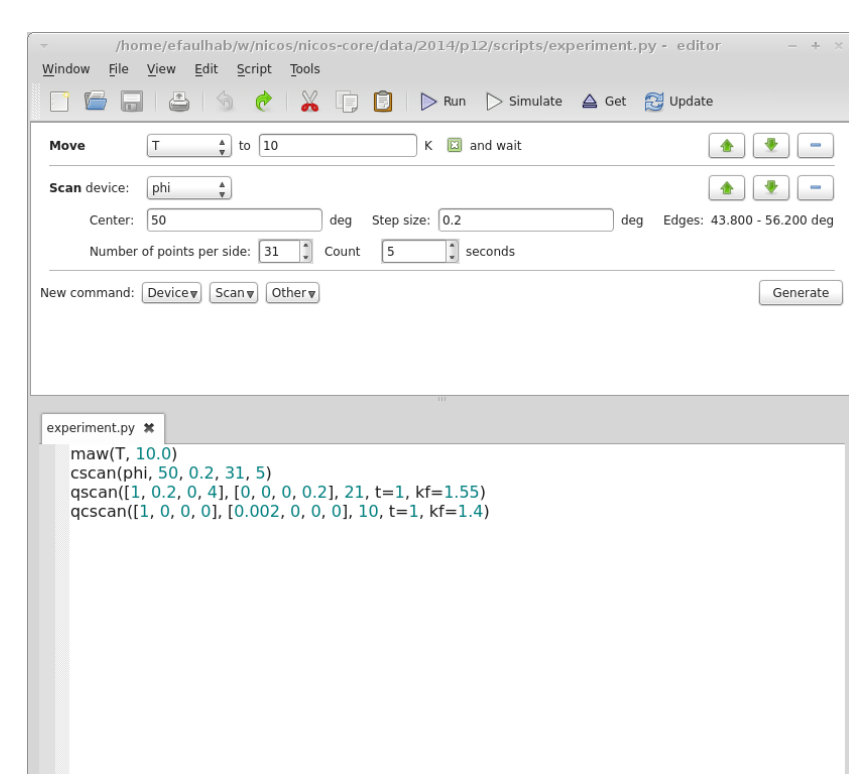 /home/efaulhab/w/nicos/nicos-core/data/2014/p12/scripts/experiment.py - editor
Window File View Edit Script Tools
Run Simulate Get Update
Move T to 10 K and wait
Scan device: phi
Center: 50 deg Step size: 0.2 deg Edges: 43.800 - 56.200 deg
Number of points per side: 31 Count 5 seconds
New command: Device Scan Other Generate
experiment.py
maw(T, 10.0)
cscan(phi, 50, 0.2, 31, 5)
qscan([1, 0.2, 0, 4], [0, 0, 0, 0.2], 21, t=1, kf=1.55)
qcscan([1, 0, 0, 0], [0.002, 0, 0, 0], 10, t=1, kf=1.4)